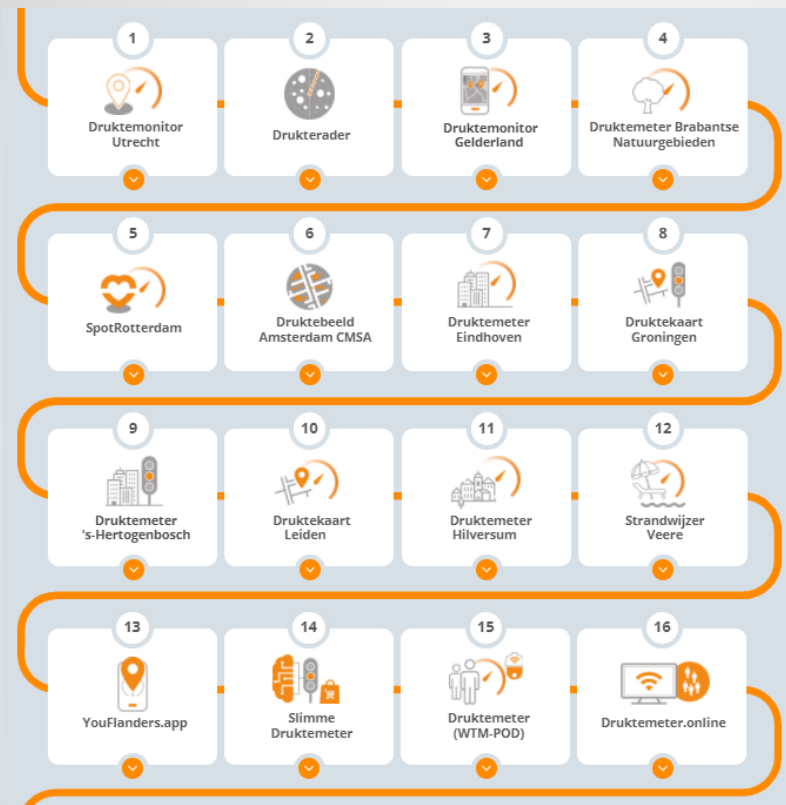 1
Druktemonitor
Utrecht
2
Drukterader
3
Druktemonitor
Gelderland
4
Druktemeter Brabantse
Natuurgebieden
5
SpotRotterdam
6
Druktebeeld
Amsterdam CMSA
7
Druktemeter
Eindhoven
8
Druktekaart
Groningen
9
Druktemeter
's-Hertogenbosch
10
Druktekaart
Leiden
11
Druktemeter
Hilversum
12
Strandwijzer
Veere
13
YouFlanders.app
14
Slimme
Druktemeter
15
Druktemeter
(WTM-POD)
16
Druktemeter.online